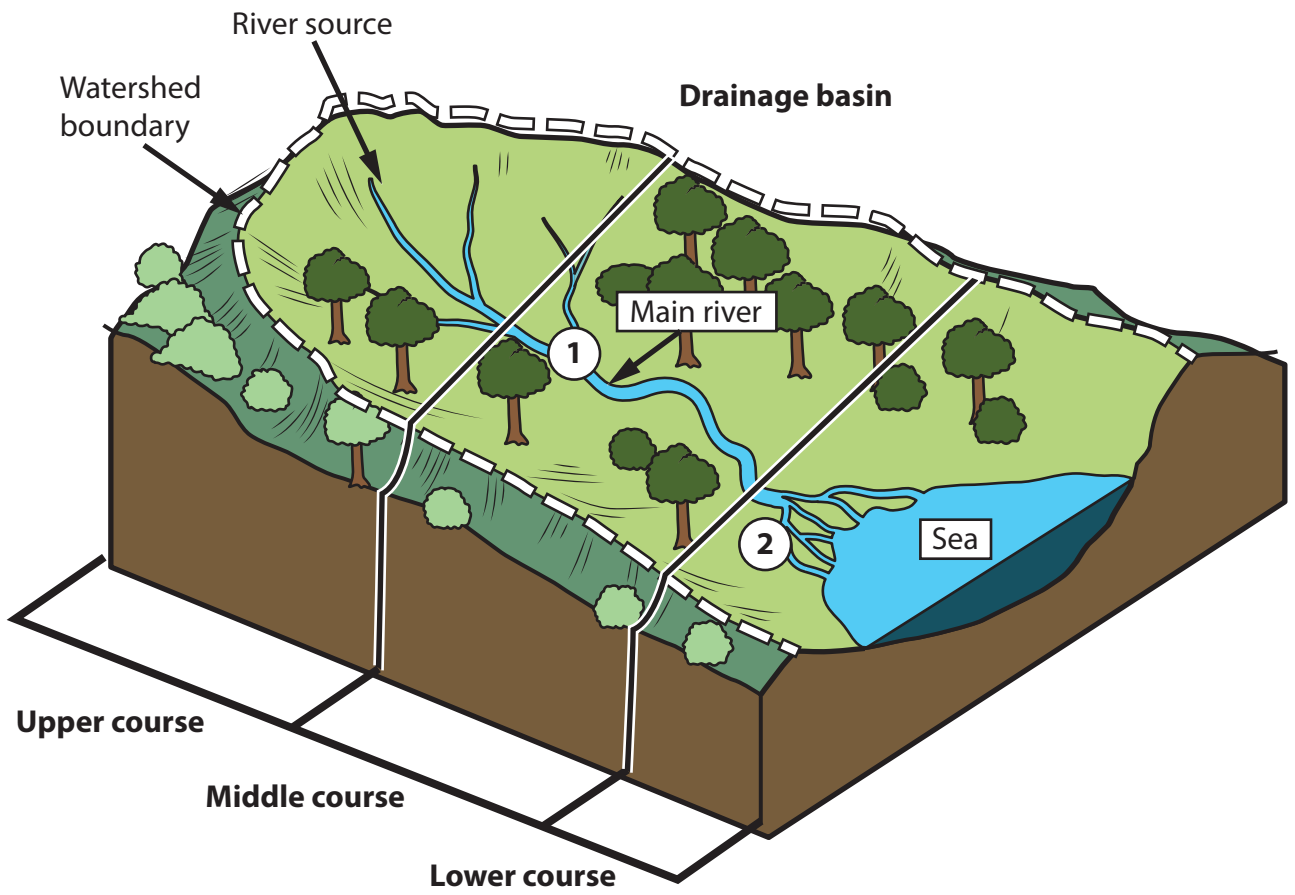 River source
Watershed
boundary
Drainage basin
Main river
1
2
Sea
Upper course
Middle course
Lower course